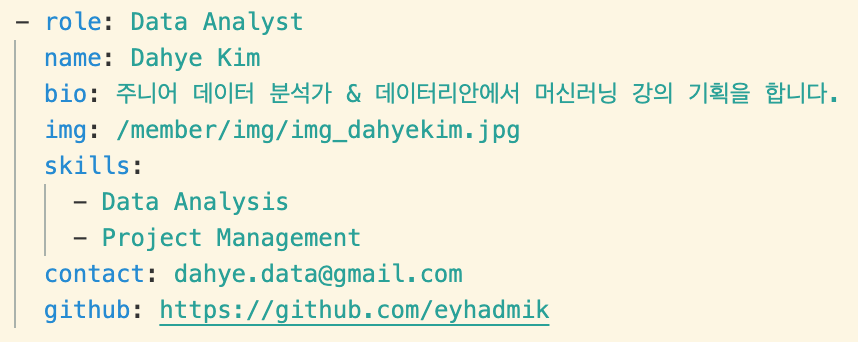 - role: Data Analyst
name: Dahye Kim
bio: 주니어 데이터 분석가 & 데이터리안에서 머신러닝 강의 기획을 합니다.
img: /member/img/img_dahyekim.jpg
skills:
- Data Analysis
- Project Management
contact: dahye.data@gmail.com
github: https://github.com/eyhadmik